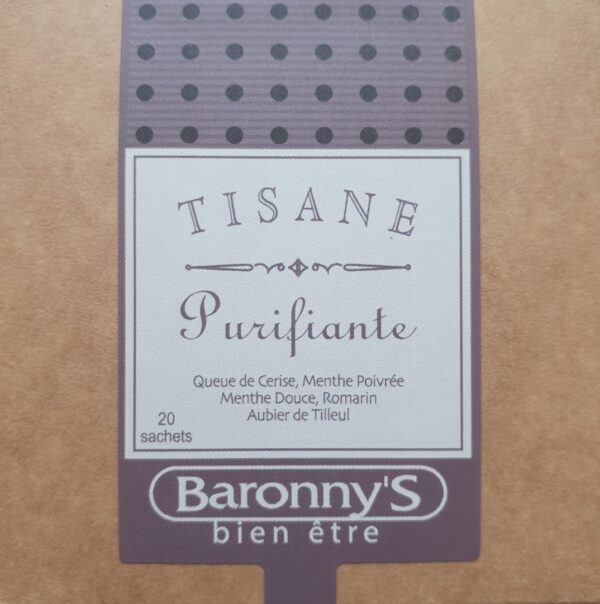 TISANE
Purifiante
Queue de Cerise, Menthe Poivrée
Menthe Douce, Romarin
Aubier de Tilleul
20
sachets
Baronny'S
bien être